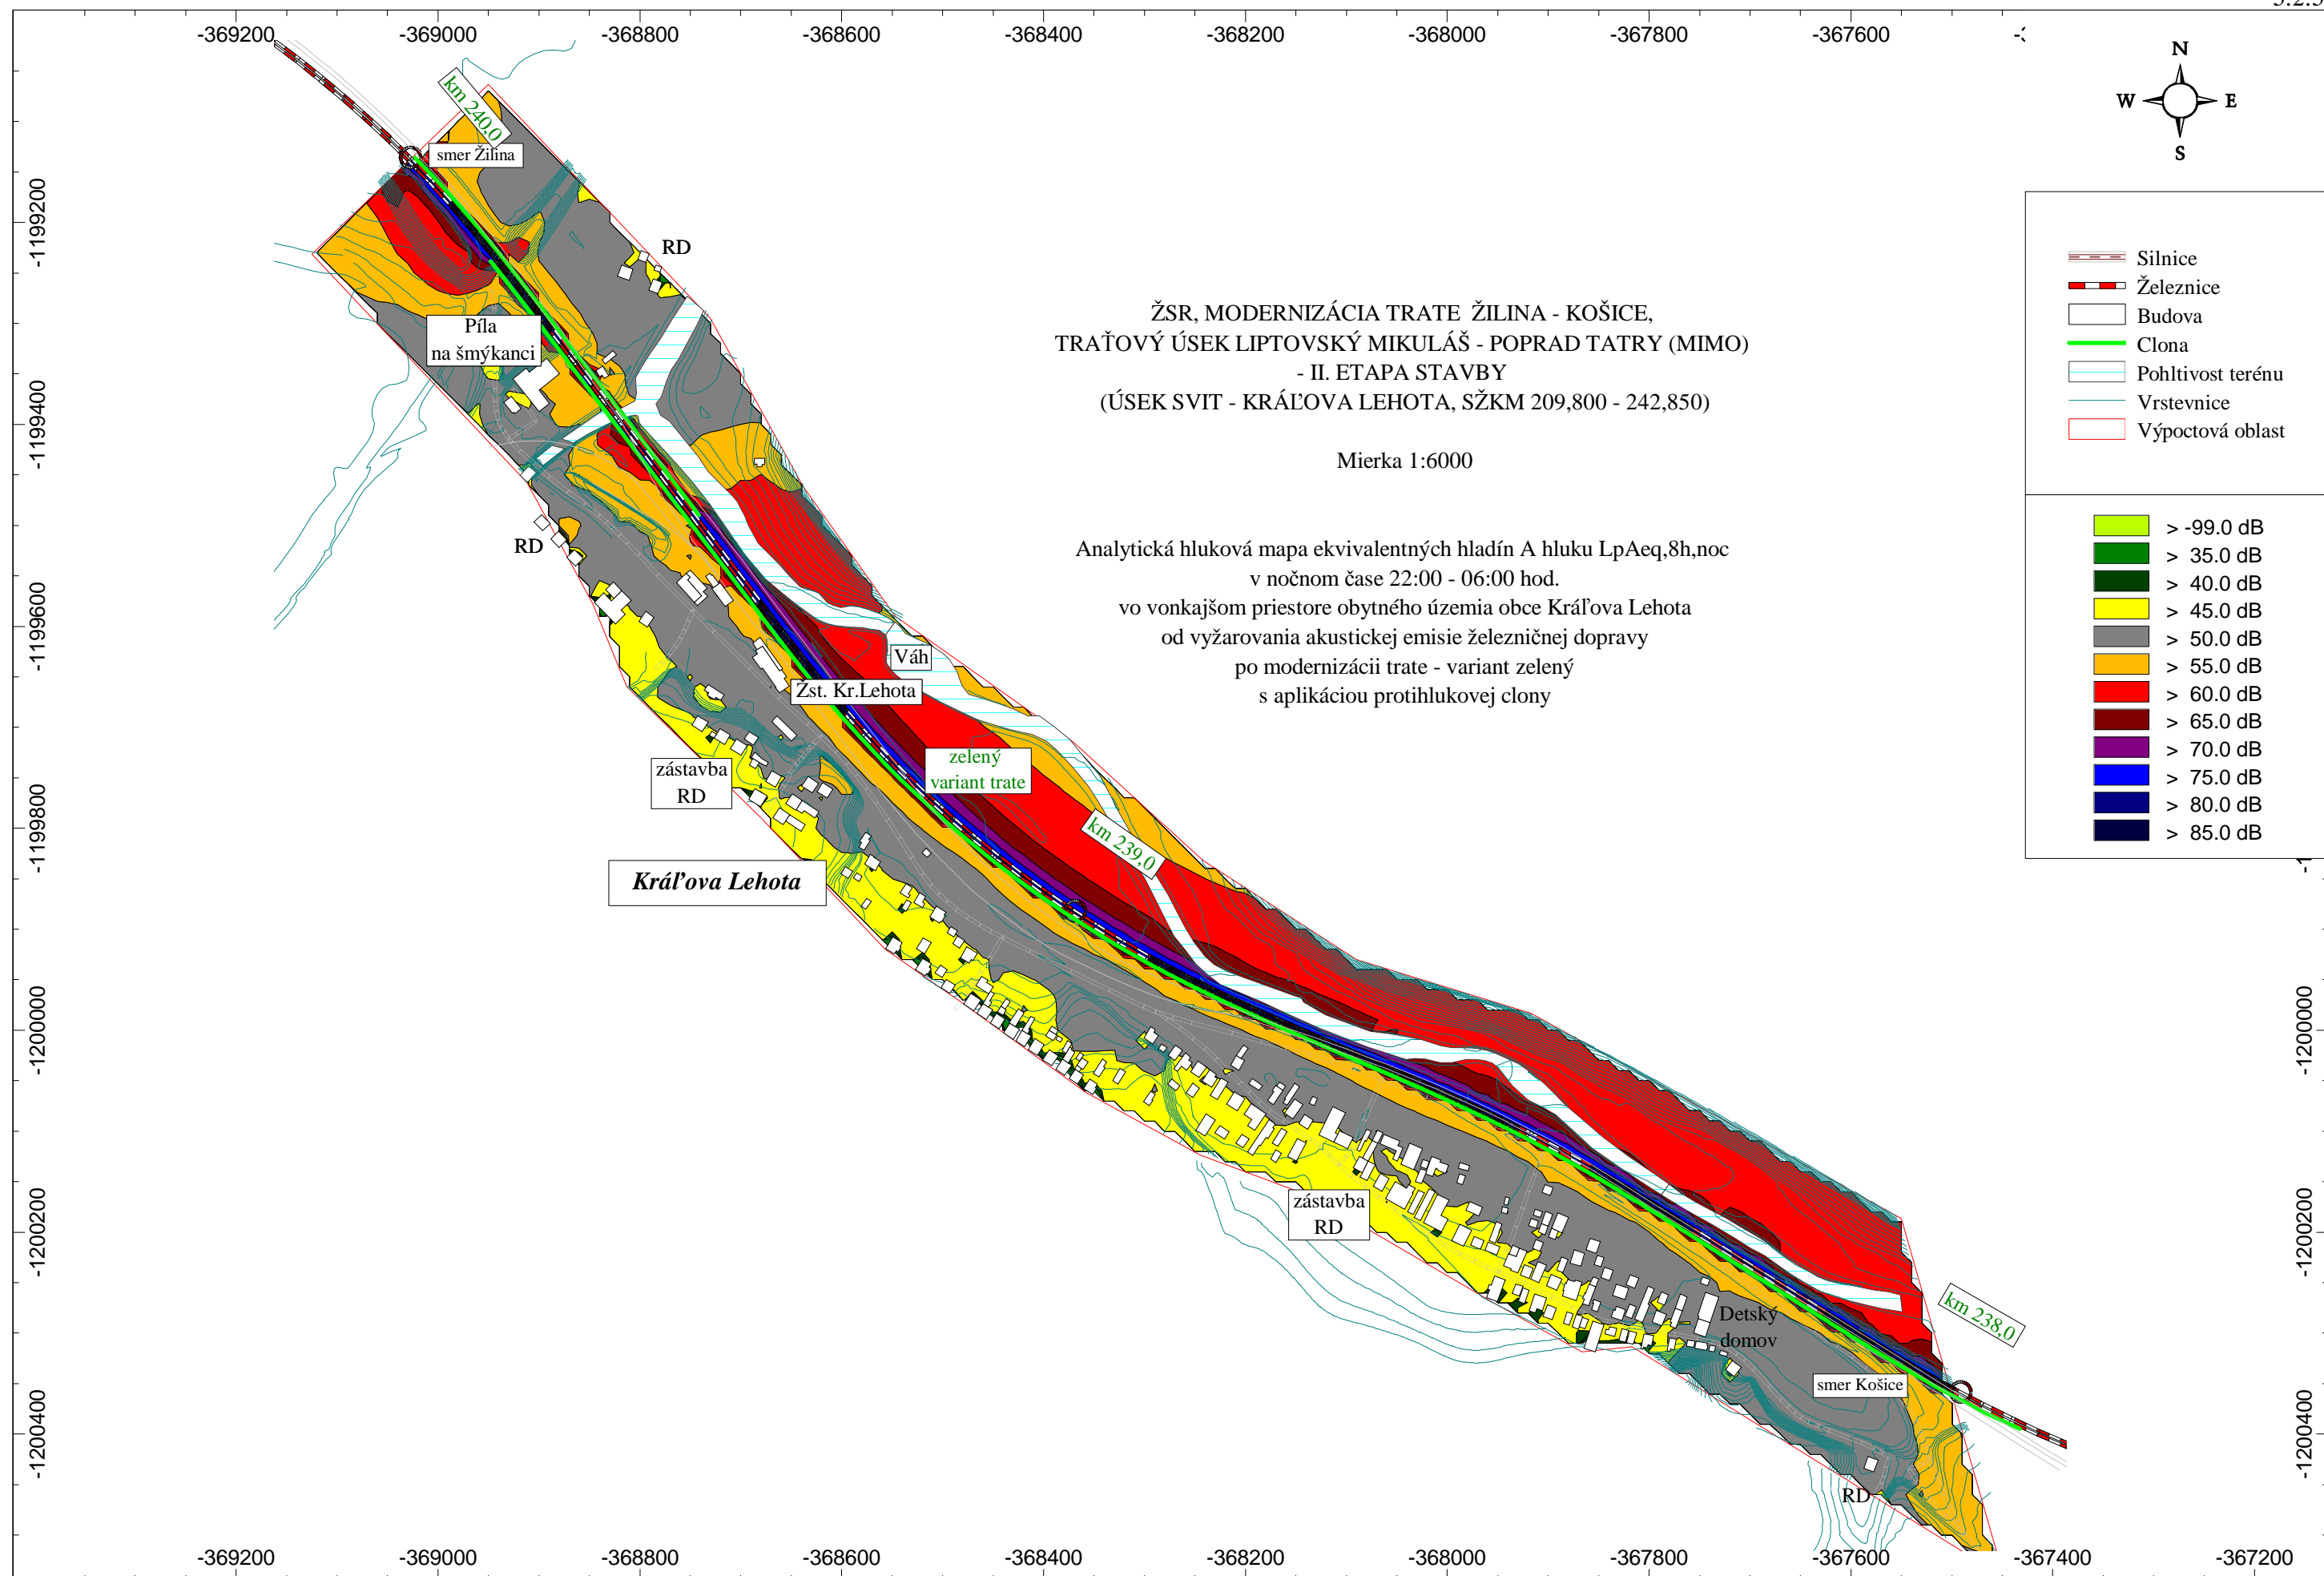 -369200 -369000 -368800 -368600 -368400 -368200 -368000 -367800 -367600
N
W E
S
km 240,0
smer Žilina
RD
Píla
na šmýkanci
RD
ŽSR, MODERNIZÁCIA TRATE ŽILINA - KOŠICE,
TRAŤOVÝ ÚSEK LIPTOVSKÝ MIKULÁŠ - POPRAD TATRY (MIMO)
- II. ETAPA STAVBY
(ÚSEK SVIT - KRÁĽOVA LEHOTA, SŽKM 209,800 - 242,850)
Mierka 1:6000
Analytická hluková mapa ekvivalentných hladín A hluku LpAeq,8h,noc
v nočnom čase 22:00 - 06:00 hod.
vo vonkajšom priestore obytného územia obce Kráľova Lehota
od vyžarovania akustickej emisie železničnej dopravy
po modernizácii trate - variant zelený
s aplikáciou protihlukovej clony
Silnice
Železnice
Budova
Clona
Pohltivost terénu
Vrstevnice
Výpoctová oblast
> -99.0 dB
> 35.0 dB
> 40.0 dB
> 45.0 dB
> 50.0 dB
> 55.0 dB
> 60.0 dB
> 65.0 dB
> 70.0 dB
> 75.0 dB
> 80.0 dB
> 85.0 dB
Váh
Žst. Kr.Lehota
zelený
variant trate
zástavba
RD
km 239,0
Kráľova Lehota
zástavba
RD
Detský
domov
km 238,0
smer Košice
RD
-1199200
-1199400
-1199600
-1199800
-1200000
-1200200
-1200400
-1200000
-1200200
-1200400
-369200 -369000 -368800 -368600 -368400 -368200 -368000 -367800 -367600 -367400 -367200